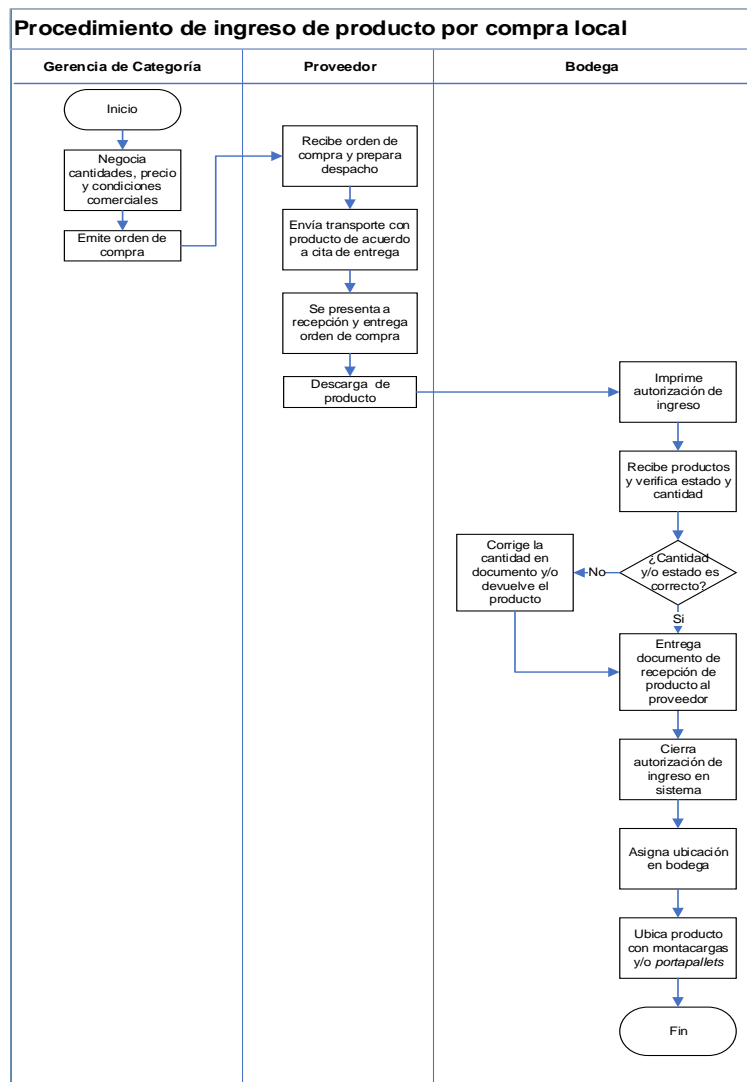 Procedimiento de ingreso de producto por compra local
Gerencia de Categoría
Proveedor
Bodega
Inicio
Negocia
cantidades, precio
y condiciones
comerciales
Emite orden de
compra
Recibe orden de
compra y prepara
despacho
Envía transporte con
producto de acuerdo
a cita de entrega
Se presenta a
recepción y entrega
orden de compra
Descarga de
producto
Imprime
autorización de
ingreso
Recibe productos
y verifica estado y
cantidad
¿Cantidad
y/o estado es
correcto?
No
Corrige la
cantidad en
documento y/o
devuelve el
producto
Si
Entrega
documento de
recepción de
producto al
proveedor
Cierra
autorización de
ingreso en
sistema
Asigna ubicación
en bodega
Ubica producto
con montacargas
y/o portapallets
Fin